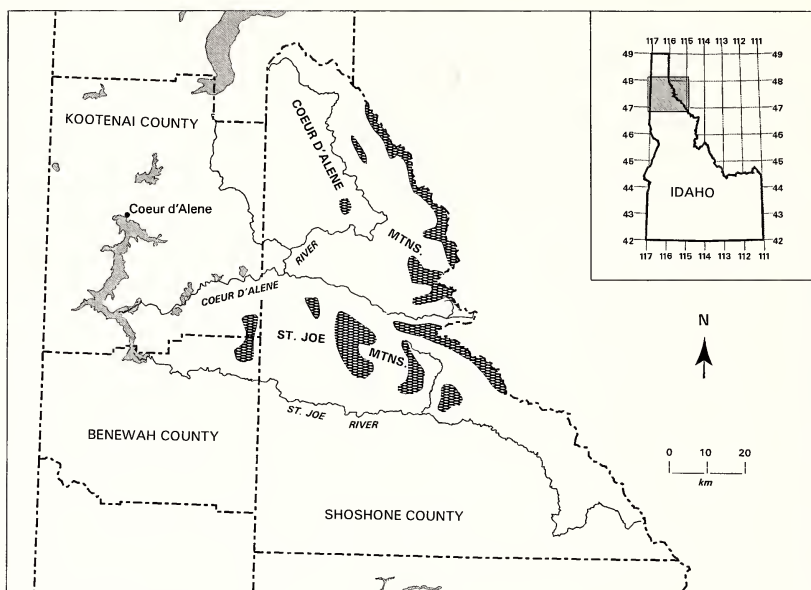 KOOTENAI COUNTY
Coeur d'Alene
COEUR D'ALENE
MTNS.
RIVER
COEUR D'ALENE
ST. JOE
MTNS.
ST. JOE
RIVER
BENEWAH COUNTY
SHOSHONE COUNTY
117 116 115 114 113 112 111
49 49
48 48
47 47
46 46
45 45
44 44
43 43
42 42
IDAHO
117 116 115 114 113 112 111
N
0 10 20
km